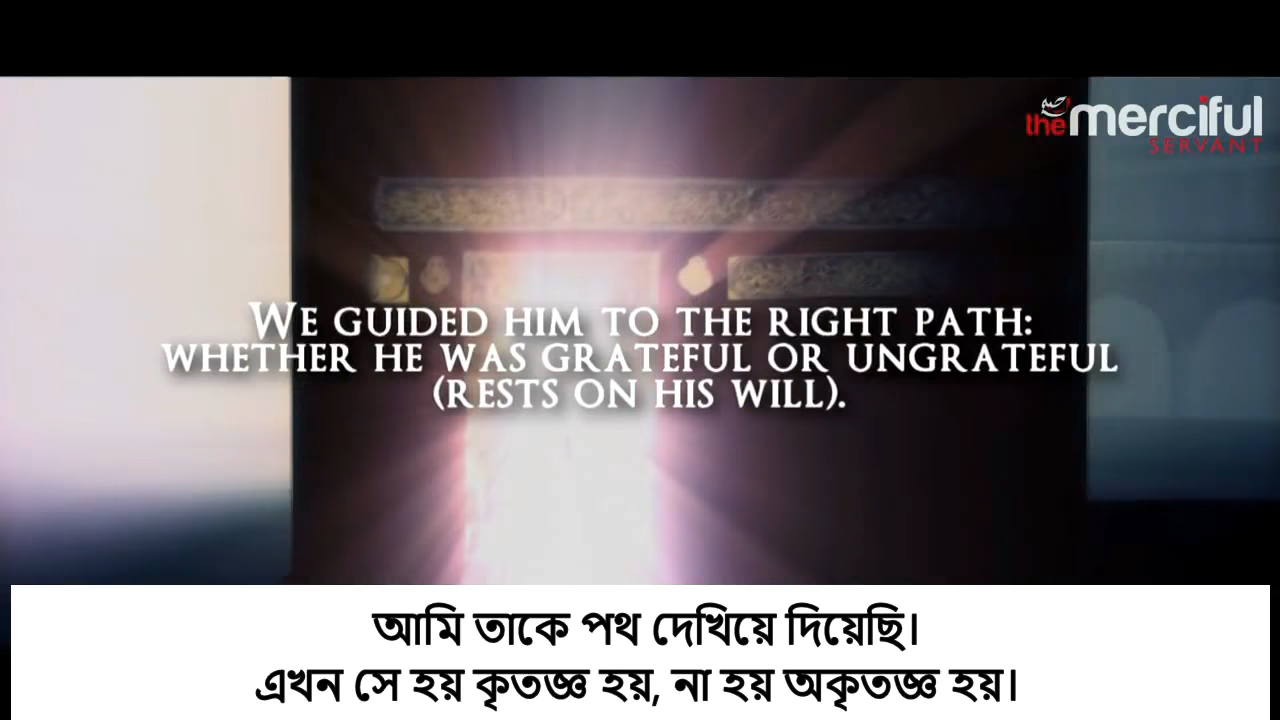 the merciful
SERVANT
WE GUIDED HIM TO THE RIGHT PATH:
WHETHER HE WAS GRATEFUL OR UNGRATEFUL
(RESTS ON HIS WILL).
আমি তাকে পথ দেখিয়ে দিয়েছি।
এখন সে হয় কৃতজ্ঞ হয়, না হয় অকৃতজ্ঞ হয়।